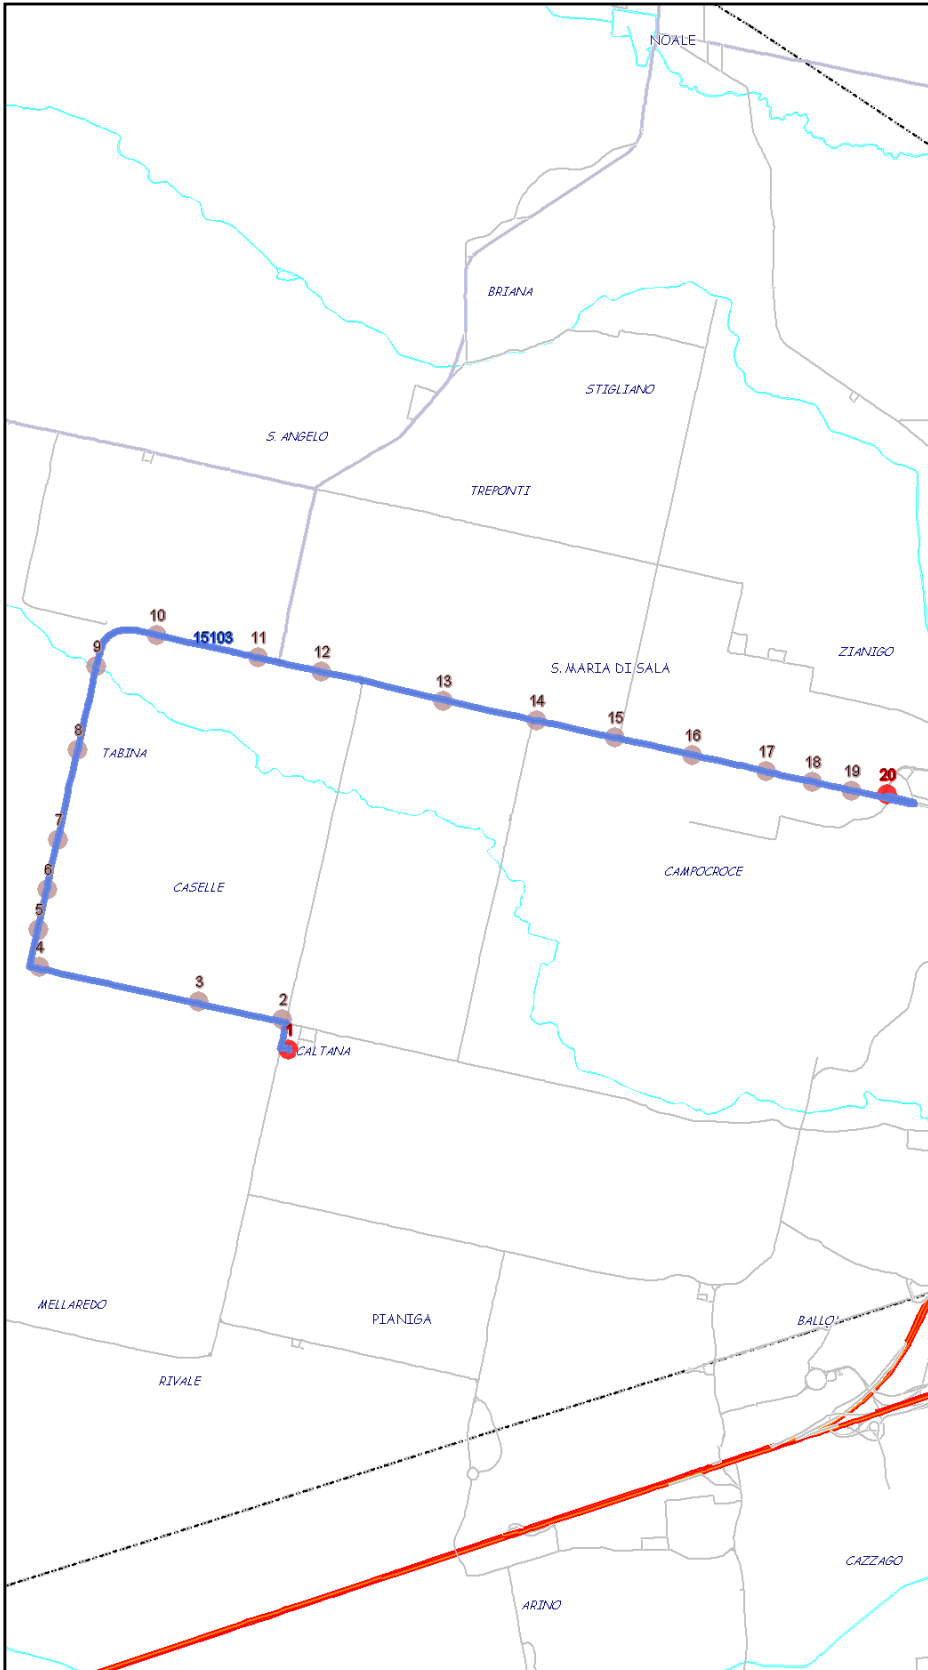 NOALE
BRIANA
STIGLIANO
S. ANGELO
TREPONTI
10
15103
11
12
9
S. MARIA DI SALA
ZIANIGO
13
14
15
8
TABINA
16
17
18
19
20
7
6
CASELLE
CAMPOCROCE
5
4
3
2
1
CALTANA
MELLAREDO
PIANIGA
BALLO'
RIVALE
CAZZAGO
ARINO